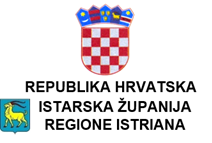 REPUBLIKA HRVATSKA
ISTARSKA ŽUPANIJA
REGIONE ISTRIANA